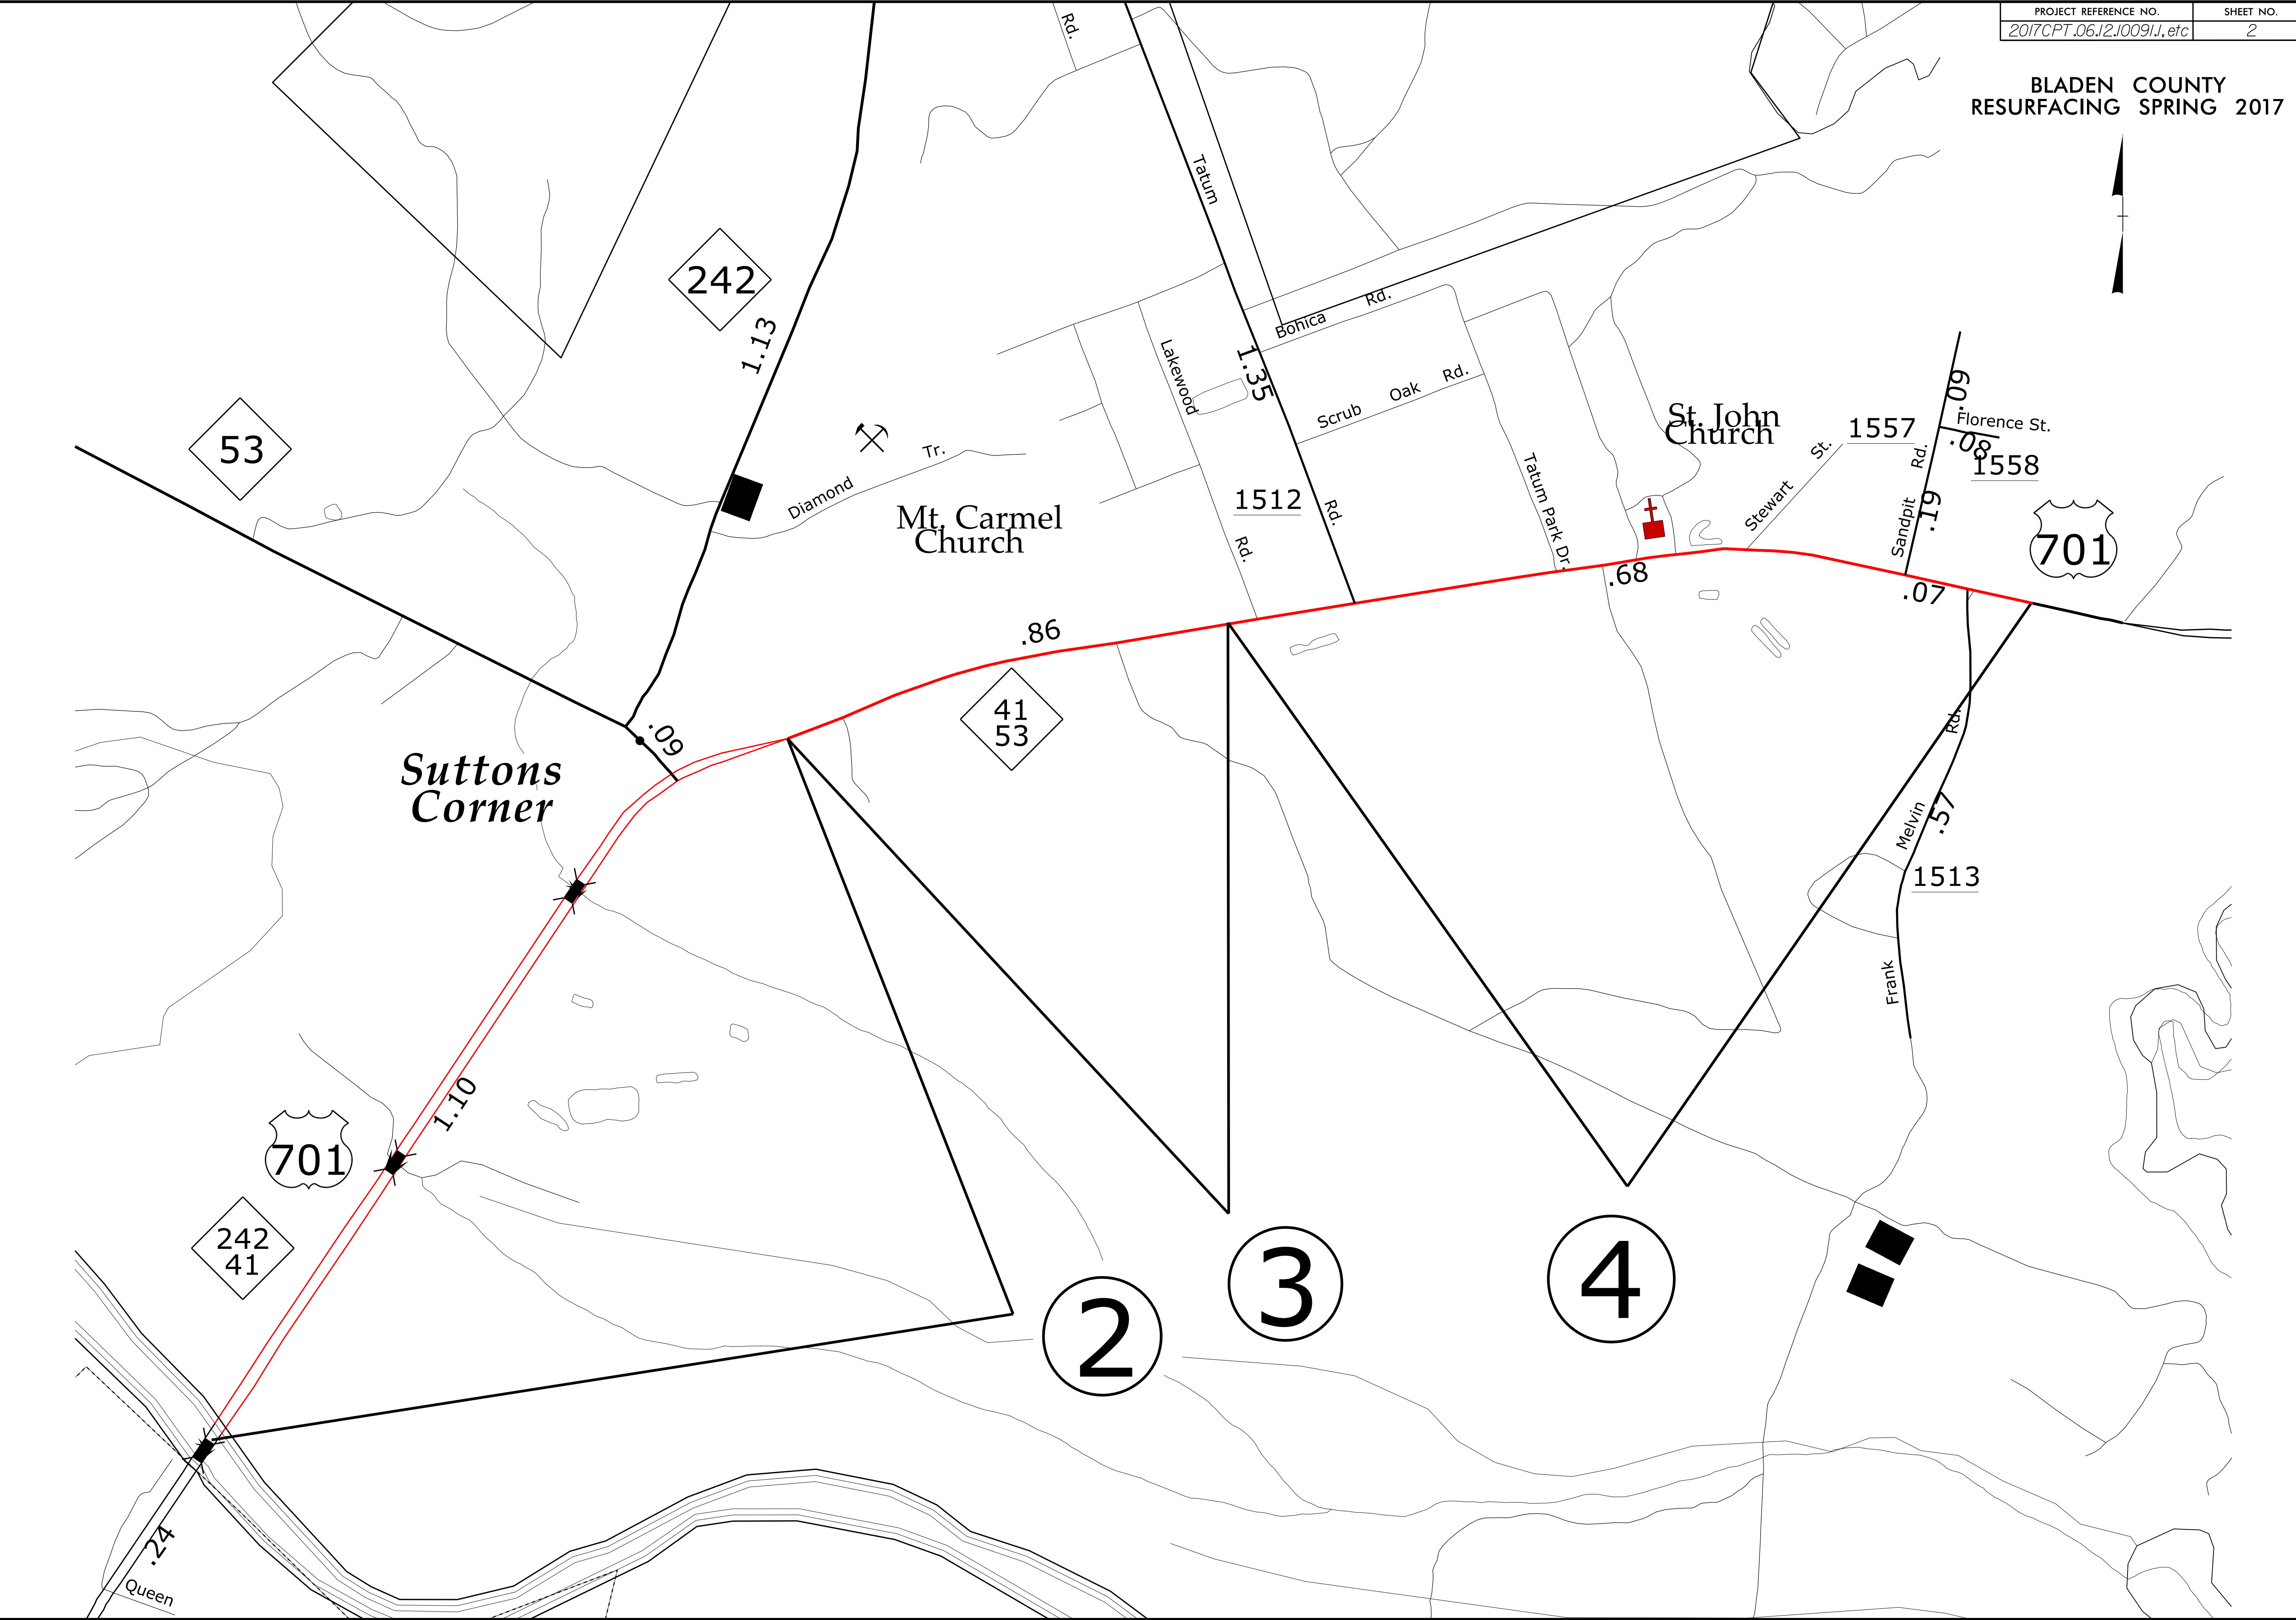 PROJECT REFERENCE NO.
SHEET NO.
2017CPT.06.12.10091.1, etc
2
BLADEN COUNTY
RESURFACING SPRING 2017
Rd.
Tatum
242
1.13
Bohica Rd.
1.35
Lakewood
Scrub Oak Rd.
53
Diamond Tr.
St. John
Church
Stewart St.
1557
.09
Florence St.
.08
1558
Rd.
Sandpit
.19
701
Mt. Carmel
Church
1512
Rd.
Rd.
Tatum Park Dr.
.68
.07
.86
41
53
.09
Suttons
Corner
Rd.
Melvin
.57
1513
Frank
1.10
701
242
41
2
3
4
.24
Queen